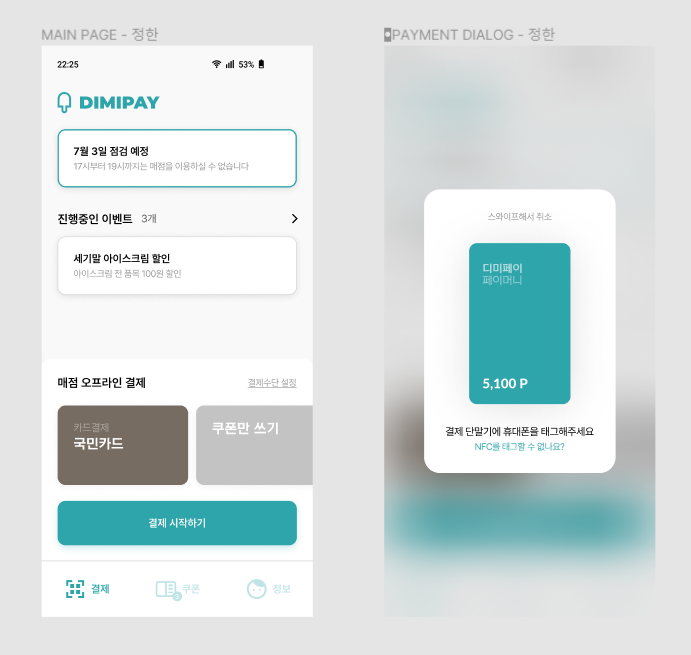 MAIN PAGE - 정한
22:25
53%
DIMIPAY
7월 3일 점검 예정
17시부터 19시까지는 매점을 이용하실 수 없습니다
진행중인 이벤트 3개
세기말 아이스크림 할인
아이스크림 전 품목 100원 할인
매점 오프라인 결제 결제수단 설정
카드결제
국민카드
쿠폰만 쓰기
결제 시작하기
결제 쿠폰 정보
PAYMENT DIALOG - 정한
스와이프해서 취소
디미페이
페이머니
5,100 P
결제 단말기에 휴대폰을 태그해주세요
NFC를 태그할 수 없나요?